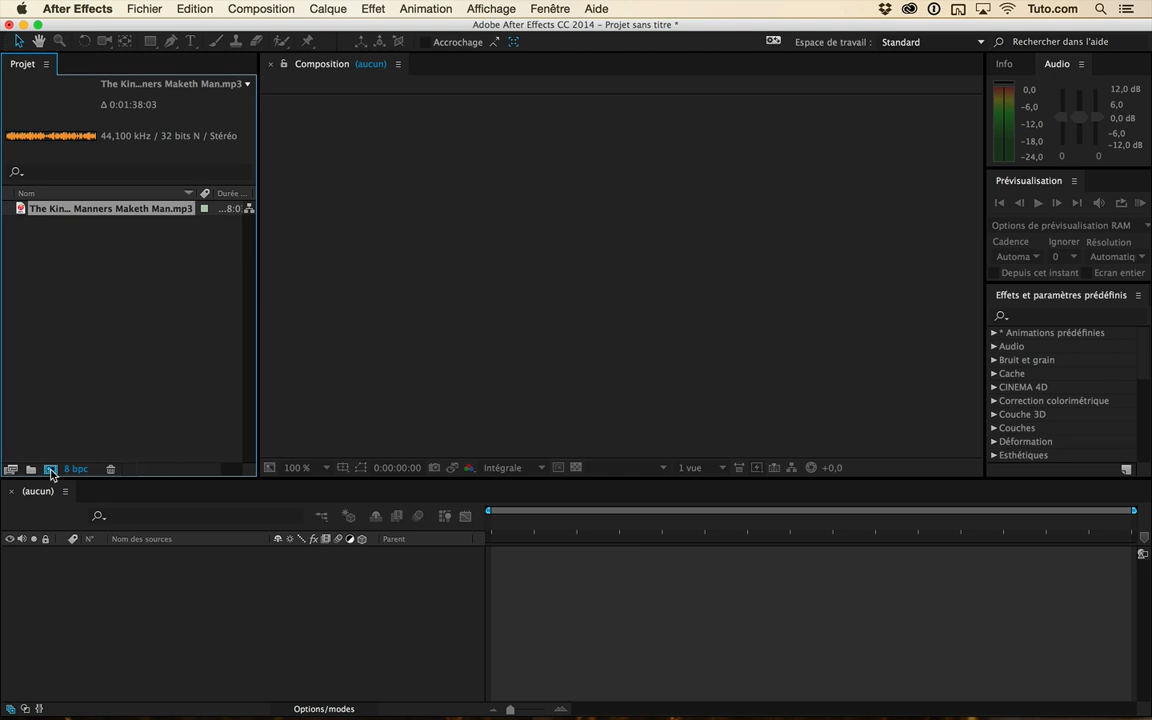 After Effects Fichier Edition Composition Calque Effet Animation Affichage Fenêtre Aide Tuto.com
Adobe After Effects CC 2014 - Projet sans titre *
Accrochage Espace de travail : Standard Rechercher dans l'aide
Projet Composition (aucun) Info Audio
The Kin...ners Maketh Man.mp3
Δ 0:01:38:03
44,100 kHz / 32 bits N / Stéréo
0,0 12,0 dB
-6,0 6,0
-12,0 0,0 dB
-18,0 -6,0
-24,0 0 0 -12,0 dB
Prévisualisation
Nom Durée ...
The Kin... Manners Maketh Man.mp3 ...8:0
Options de prévisualisation RAM
Cadence Ignorer Résolution
Automa 0 Automatiq
Depuis cet instant Ecran entier
Effets et paramètres prédéfinis
* Animations prédéfinies
Audio
Bruit et grain
Cache
CINEMA 4D
Correction colorimétrique
Couche 3D
Couches
Déformation
Esthétiques
8 bpc 100 % 0:00:00:00 Intégrale 1 vue +0,0
(aucun)
N° Nom des sources fx Parent
Options/modes